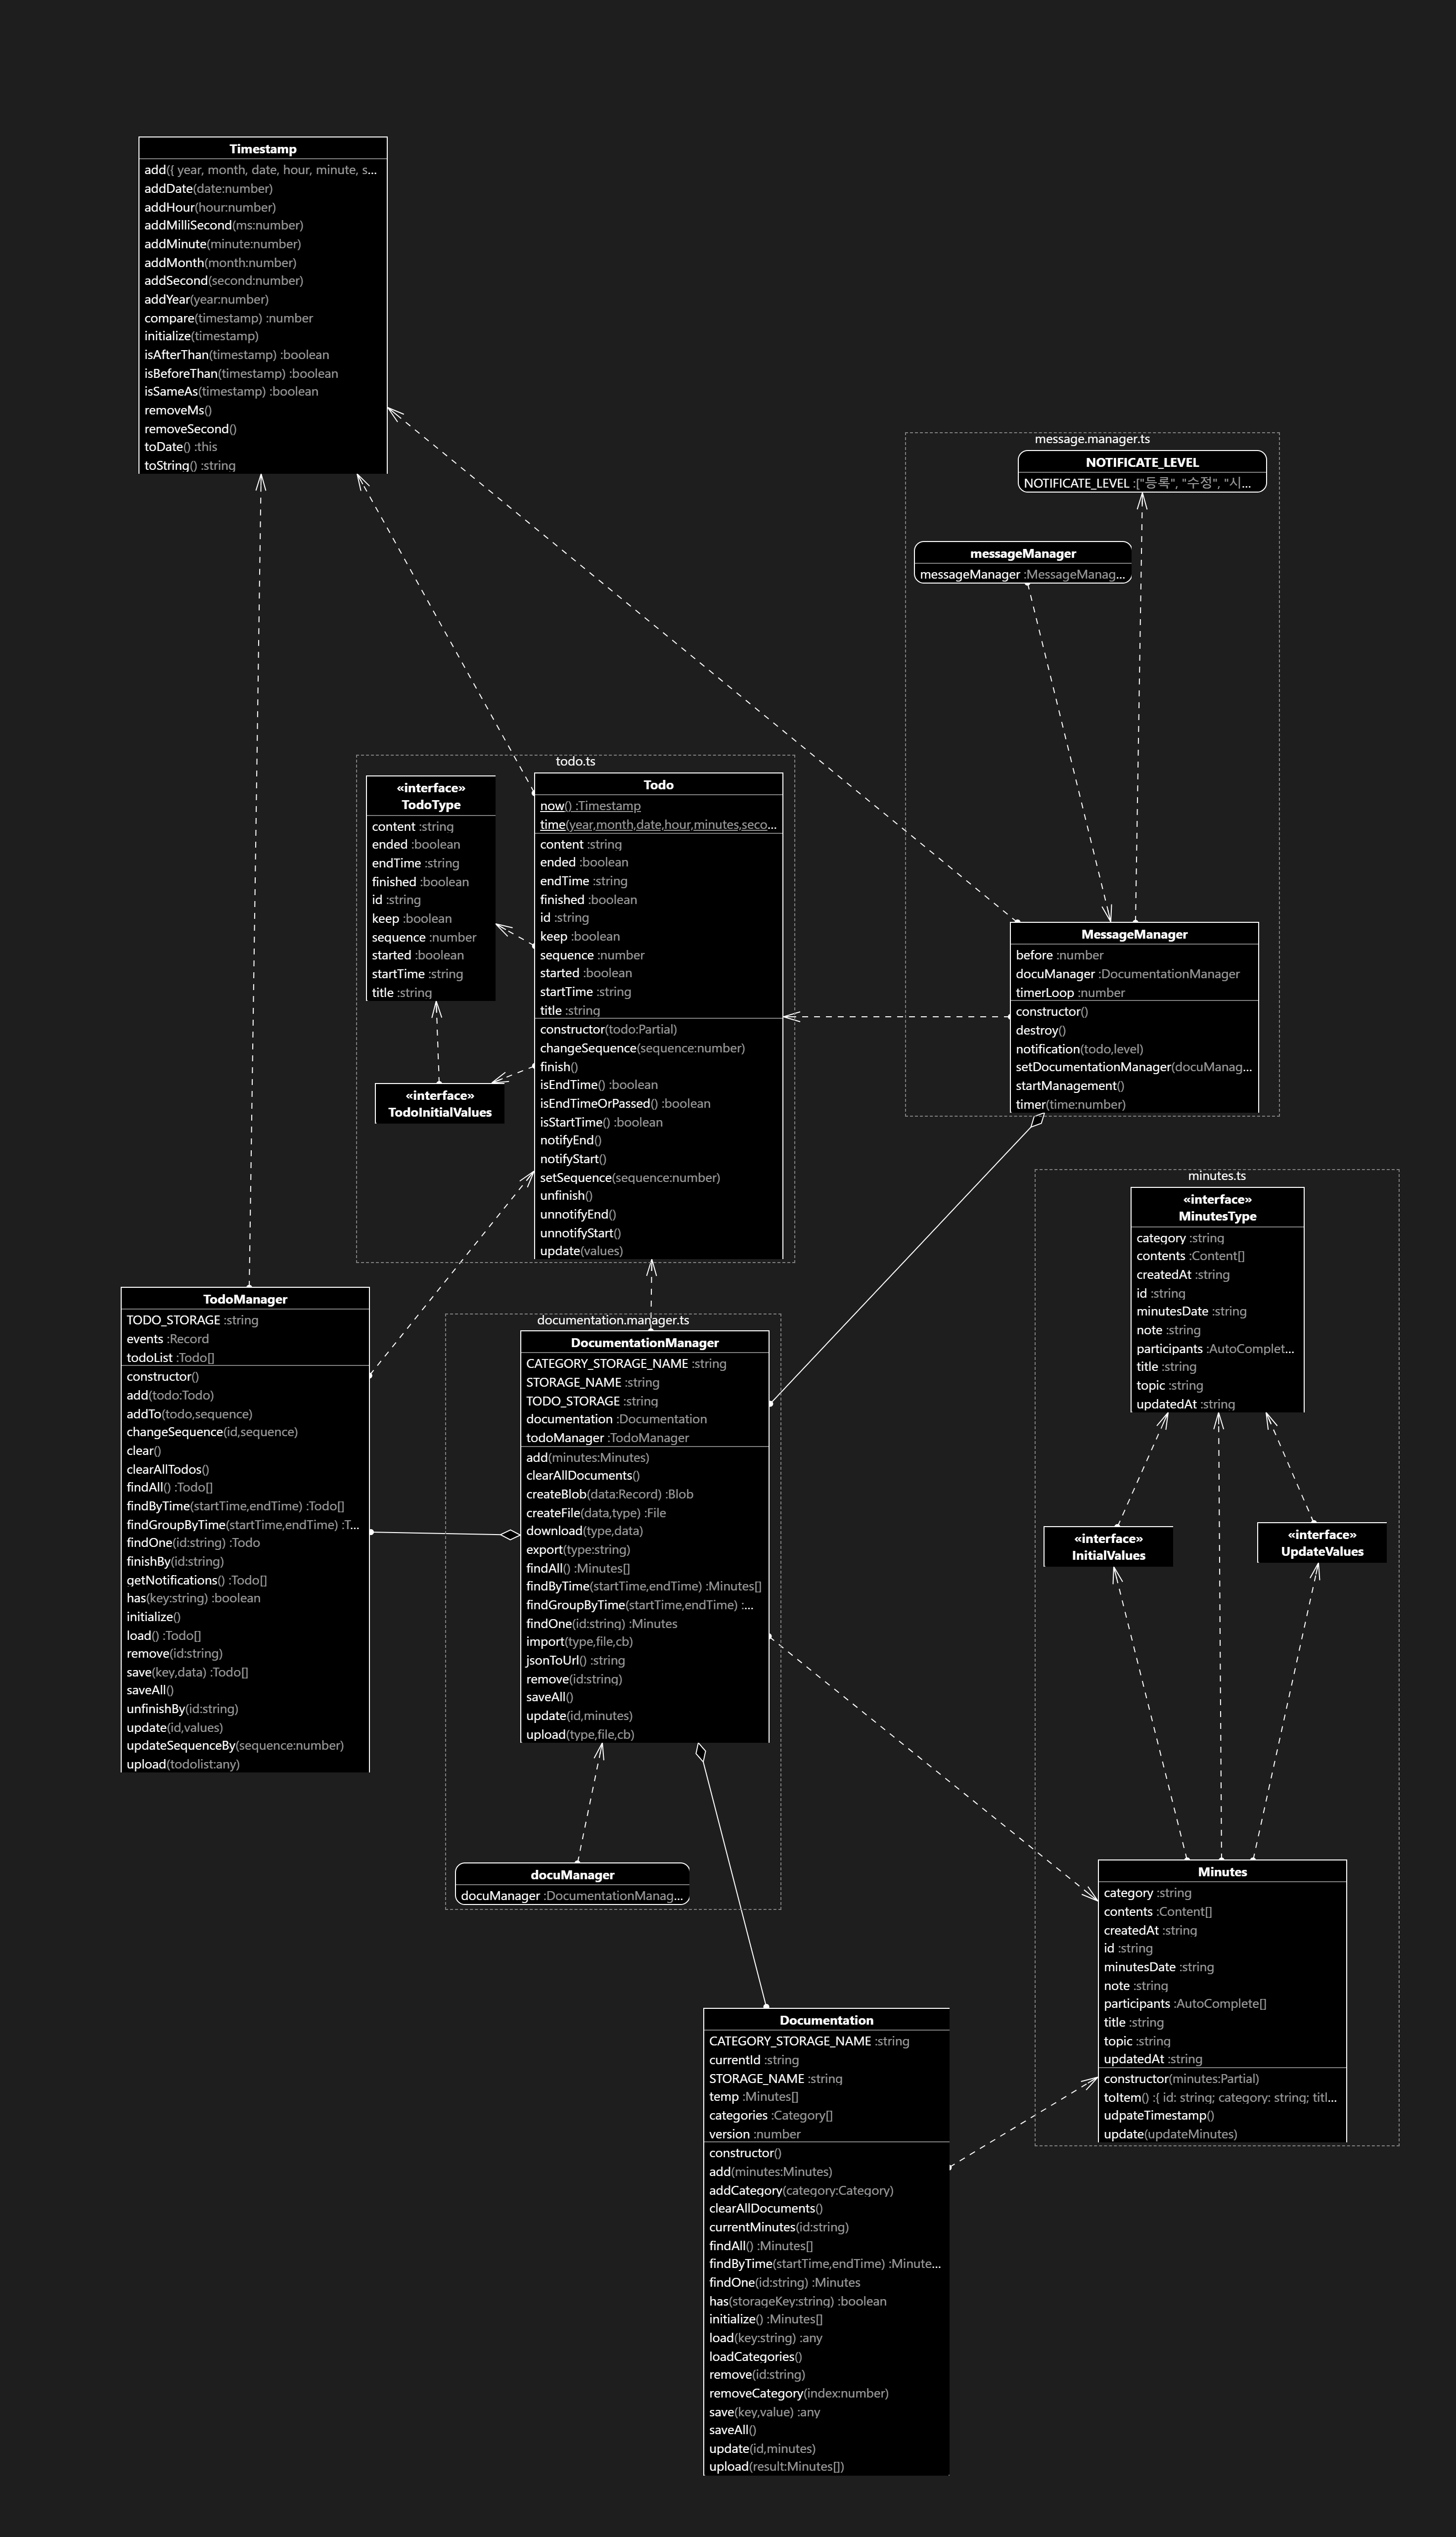 Timestamp
add({ year, month, date, hour, minute, s...
addDate(date:number)
addHour(hour:number)
addMilliSecond(ms:number)
addMinute(minute:number)
addMonth(month:number)
addSecond(second:number)
addYear(year:number)
compare(timestamp) :number
initialize(timestamp)
isAfterThan(timestamp) :boolean
isBeforeThan(timestamp) :boolean
isSameAs(timestamp) :boolean
removeMs()
removeSecond()
toDate() :this
toString() :string
message.manager.ts
NOTIFICATE_LEVEL
NOTIFICATE_LEVEL :["등록", "수정", "시...
messageManager
messageManager :MessageManag...
todo.ts
«interface»
TodoType
content :string
ended :boolean
endTime :string
finished :boolean
id :string
keep :boolean
sequence :number
started :boolean
startTime :string
title :string
«interface»
TodoInitialValues
Todo
now() :Timestamp
time(year,month,date,hour,minutes,seco...
content :string
ended :boolean
endTime :string
finished :boolean
id :string
keep :boolean
sequence :number
started :boolean
startTime :string
title :string
constructor(todo:Partial)
changeSequence(sequence:number)
finish()
isEndTime() :boolean
isEndTimeOrPassed() :boolean
isStartTime() :boolean
notifyEnd()
notifyStart()
setSequence(sequence:number)
unfinish()
unnotifyEnd()
unnotifyStart()
update(values)
MessageManager
before :number
docuManager :DocumentationManager
timerLoop :number
constructor()
destroy()
notification(todo,level)
setDocumentationManager(docuManag...
startManagement()
timer(time:number)
minutes.ts
«interface»
MinutesType
category :string
contents :Content[]
createdAt :string
id :string
minutesDate :string
note :string
participants :AutoComplet...
title :string
topic :string
updatedAt :string
TodoManager
TODO_STORAGE :string
events :Record
todoList :Todo[]
constructor()
add(todo:Todo)
addTo(todo,sequence)
changeSequence(id,sequence)
clear()
clearAllTodos()
findAll() :Todo[]
findByTime(startTime,endTime) :Todo[]
findGroupByTime(startTime,endTime) :T...
findOne(id:string) :Todo
finishBy(id:string)
getNotifications() :Todo[]
has(key:string) :boolean
initialize()
load() :Todo[]
remove(id:string)
save(key,data) :Todo[]
saveAll()
unfinishBy(id:string)
update(id,values)
updateSequenceBy(sequence:number)
upload(todolist:any)
documentation.manager.ts
DocumentationManager
CATEGORY_STORAGE_NAME :string
STORAGE_NAME :string
TODO_STORAGE :string
documentation :Documentation
todoManager :TodoManager
add(minutes:Minutes)
clearAllDocuments()
createBlob(data:Record) :Blob
createFile(data,type) :File
download(type,data)
export(type:string)
findAll() :Minutes[]
findByTime(startTime,endTime) :Minutes[]
findGroupByTime(startTime,endTime) :...
findOne(id:string) :Minutes
import(type,file,cb)
jsonToUrl() :string
remove(id:string)
saveAll()
update(id,minutes)
upload(type,file,cb)
«interface»
InitialValues
«interface»
UpdateValues
docuManager
docuManager :DocumentationManag...
Minutes
category :string
contents :Content[]
createdAt :string
id :string
minutesDate :string
note :string
participants :AutoComplete[]
title :string
topic :string
updatedAt :string
constructor(minutes:Partial)
toItem() :{ id: string; category: string; titl...
udpateTimestamp()
update(updateMinutes)
Documentation
CATEGORY_STORAGE_NAME :string
currentId :string
STORAGE_NAME :string
temp :Minutes[]
categories :Category[]
version :number
constructor()
add(minutes:Minutes)
addCategory(category:Category)
clearAllDocuments()
currentMinutes(id:string)
findAll() :Minutes[]
findByTime(startTime,endTime) :Minute...
findOne(id:string) :Minutes
has(storageKey:string) :boolean
initialize() :Minutes[]
load(key:string) :any
loadCategories()
remove(id:string)
removeCategory(index:number)
save(key,value) :any
saveAll()
update(id,minutes)
upload(result:Minutes[])